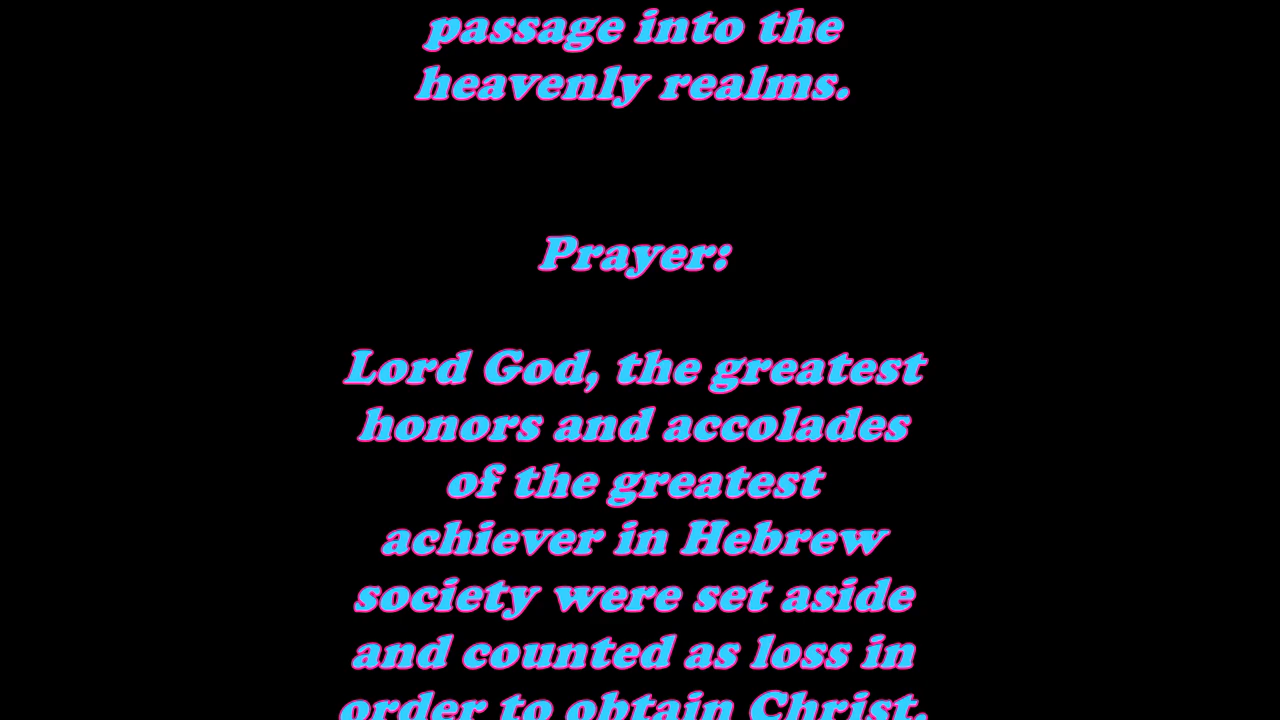 passage into the
heavenly realms.
Prayer:
Lord God, the greatest
honors and accolades
of the greatest
achiever in Hebrew
society were set aside
and counted as loss in
order to obtain Christ.